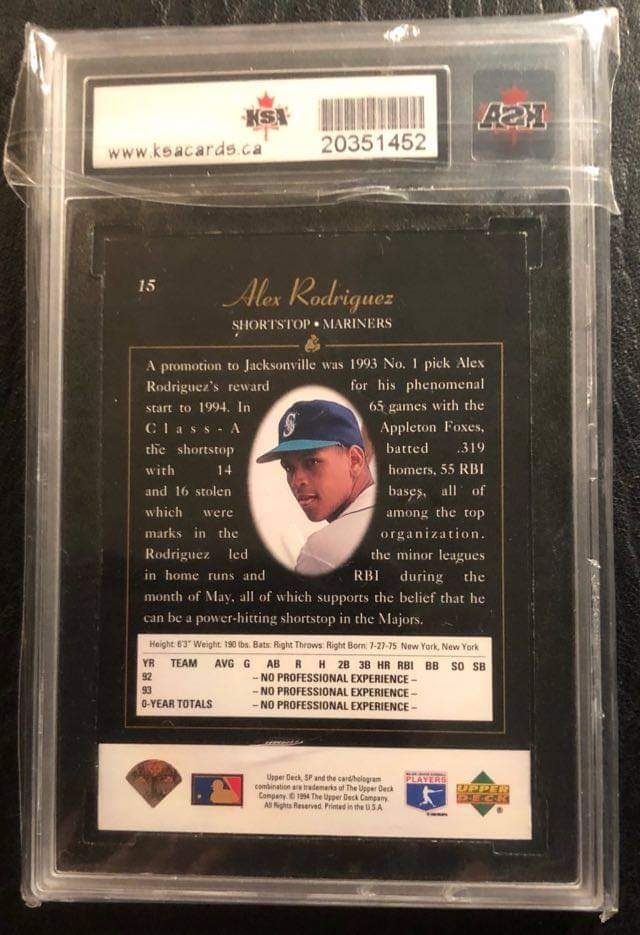 KSA
www.ksacards.ca
20351452
KSA
15
Alex Rodriguez
SHORTSTOP • MARINERS
A promotion to Jacksonville was 1993 No. 1 pick Alex
Rodriguez's reward for his phenomenal
start to 1994. In 65 games with the
Class-A Appleton Foxes,
the shortstop batted .319
with 14 homers, 55 RBI
and 16 stolen bases, all of
which were among the top
marks in the organization.
Rodriguez led the minor leagues
in home runs and RBI during the
month of May, all of which supports the belief that he
can be a power-hitting shortstop in the Majors.
S
Height: 6'3" Weight: 190 lbs. Bats: Right Throws: Right Born: 7-27-75 New York, New York
YR TEAM AVG G AB R H 2B 3B HR RBI BB SO SB
92 – NO PROFESSIONAL EXPERIENCE –
93 – NO PROFESSIONAL EXPERIENCE –
0-YEAR TOTALS – NO PROFESSIONAL EXPERIENCE –
Upper Deck, SP and the card/hologram
combination are trademarks of The Upper Deck
Company. © 1994 The Upper Deck Company.
All Rights Reserved. Printed in the U.S.A.
MAJOR LEAGUE BASEBALL
PLAYERS
UPPER
DECK
®